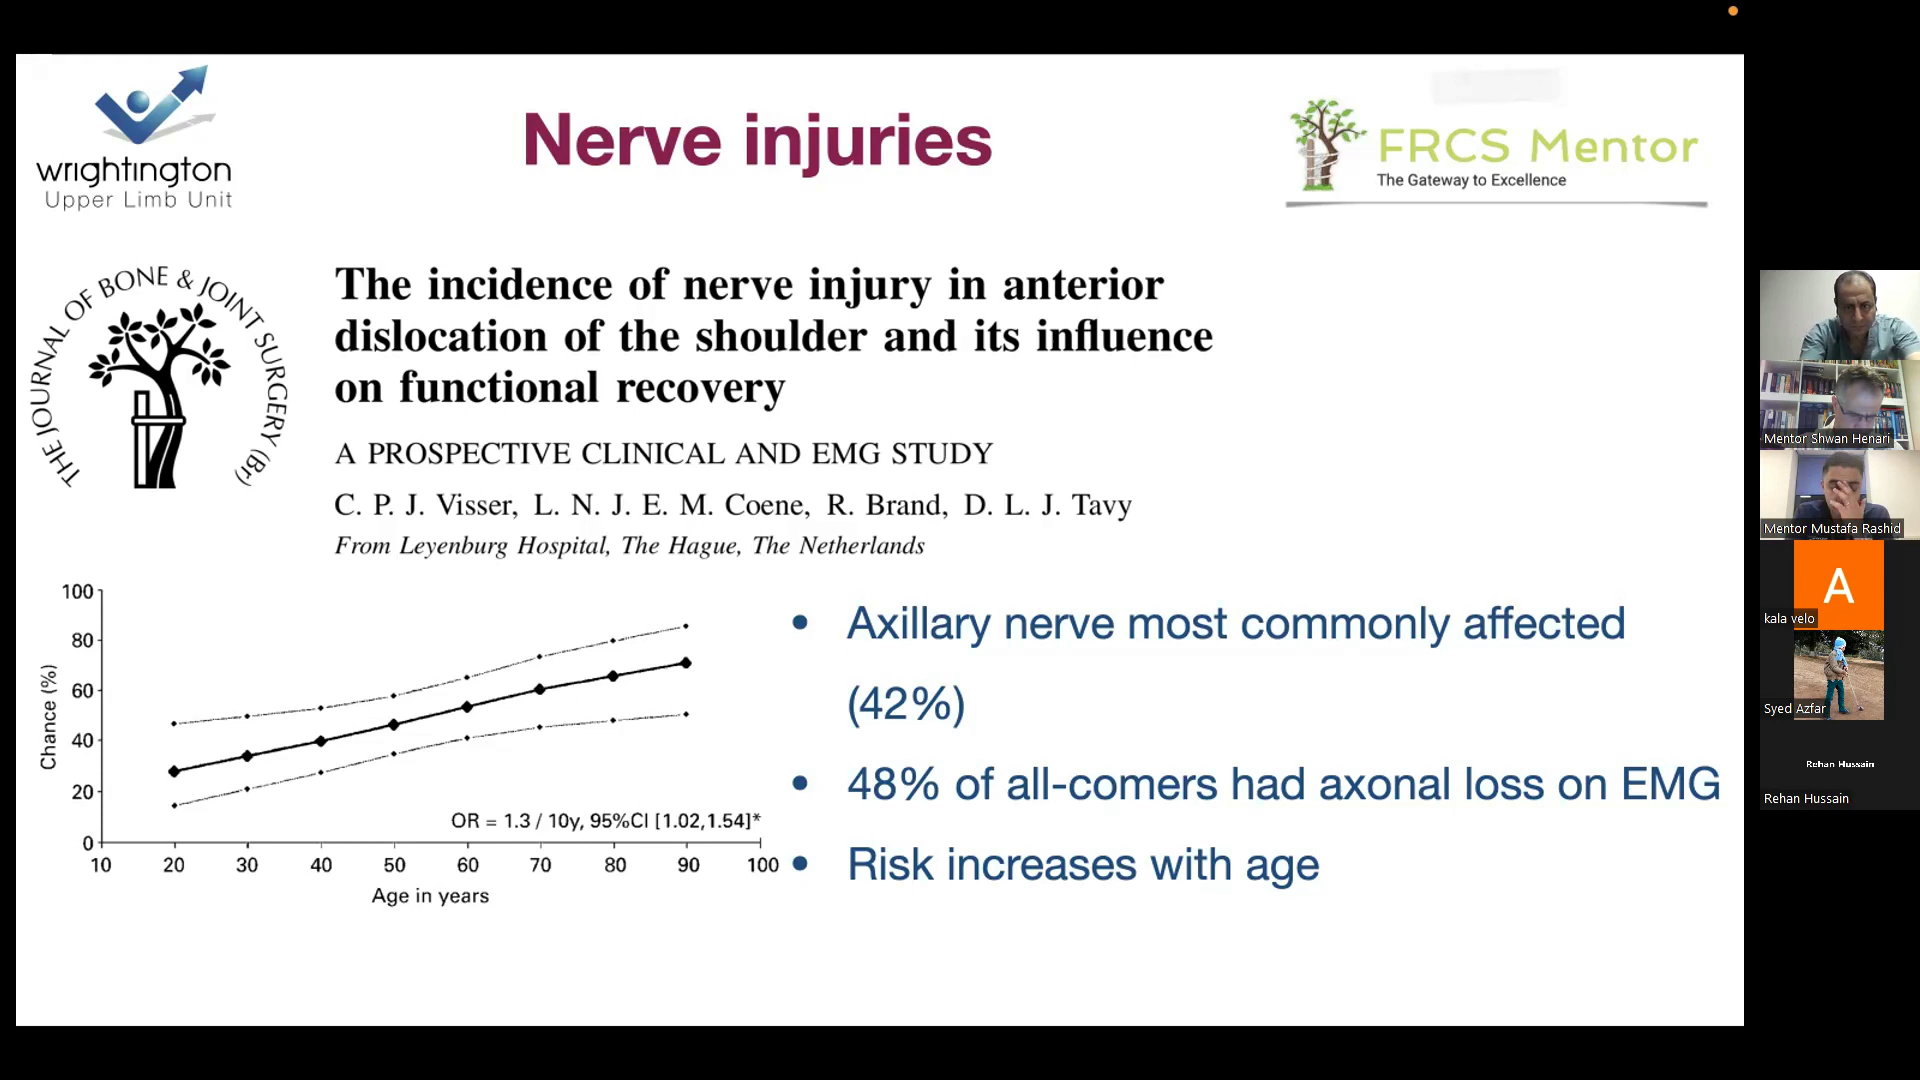 wrightington
Upper Limb Unit
Nerve injuries
FRCS Mentor
The Gateway to Excellence
THE JOURNAL OF BONE & JOINT SURGERY (Br)
The incidence of nerve injury in anterior
dislocation of the shoulder and its influence
on functional recovery
A PROSPECTIVE CLINICAL AND EMG STUDY
C. P. J. Visser, L. N. J. E. M. Coene, R. Brand, D. L. J. Tavy
From Leyenburg Hospital, The Hague, The Netherlands
100
80
60
40
20
0
Chance (%)
OR = 1.3 / 10y, 95%CI [1.02,1.54]*
10 20 30 40 50 60 70 80 90 100
Age in years
• Axillary nerve most commonly affected
(42%)
• 48% of all-comers had axonal loss on EMG
• Risk increases with age
Mentor Shwan Henari
Mentor Mustafa Rashid
A
kala velo
Syed Azfar
Rehan Hussain
Rehan Hussain